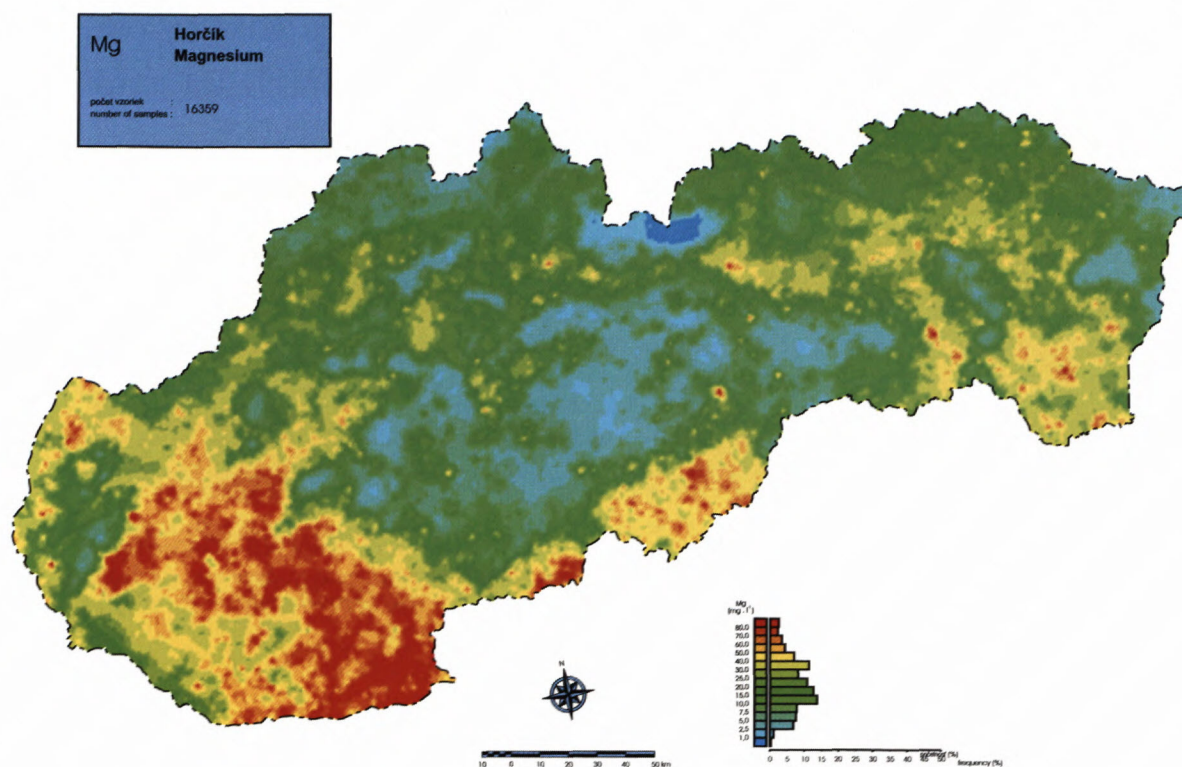 Mg
Horčík
Magnesium
počet vzoriek :
number of samples : 16359
N
10 0 10 20 30 40 50 km
Mg
[mg . l⁻¹]
80,0
70,0
60,0
50,0
40,0
30,0
25,0
20,0
15,0
10,0
7,5
5,0
2,5
1,0
0 5 10 15 20 25 30 35 40 45 50
frequency (%)